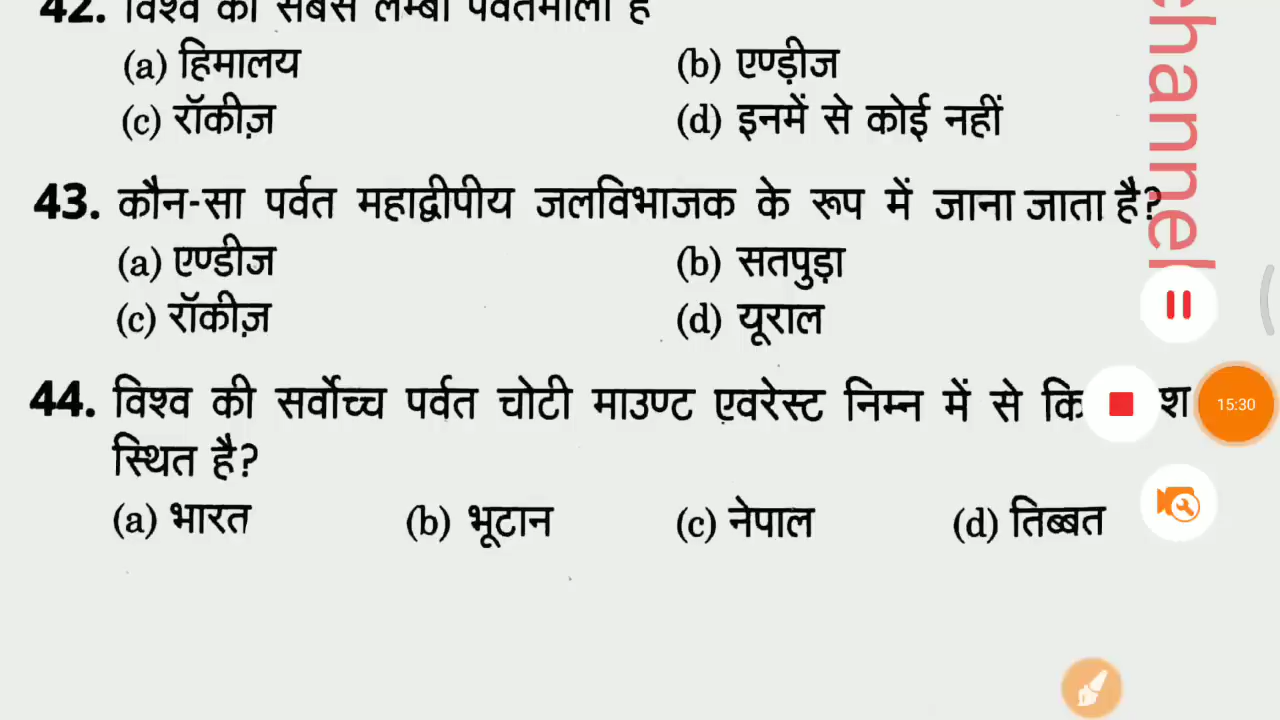 42. विश्व की सबसे लम्बी पर्वतमाला है
(a) हिमालय (b) एण्ड़ीज
(c) रॉकीज़ (d) इनमें से कोई नहीं
43. कौन-सा पर्वत महाद्वीपीय जलविभाजक के रूप में जाना जाता है?
(a) एण्डीज (b) सतपुड़ा
(c) रॉकीज़ (d) यूराल
44. विश्व की सर्वोच्च पर्वत चोटी माउण्ट एवरेस्ट निम्न में से
स्थित है?
(a) भारत (b) भूटान (c) नेपाल (d) तिब्बत
channel
15:30